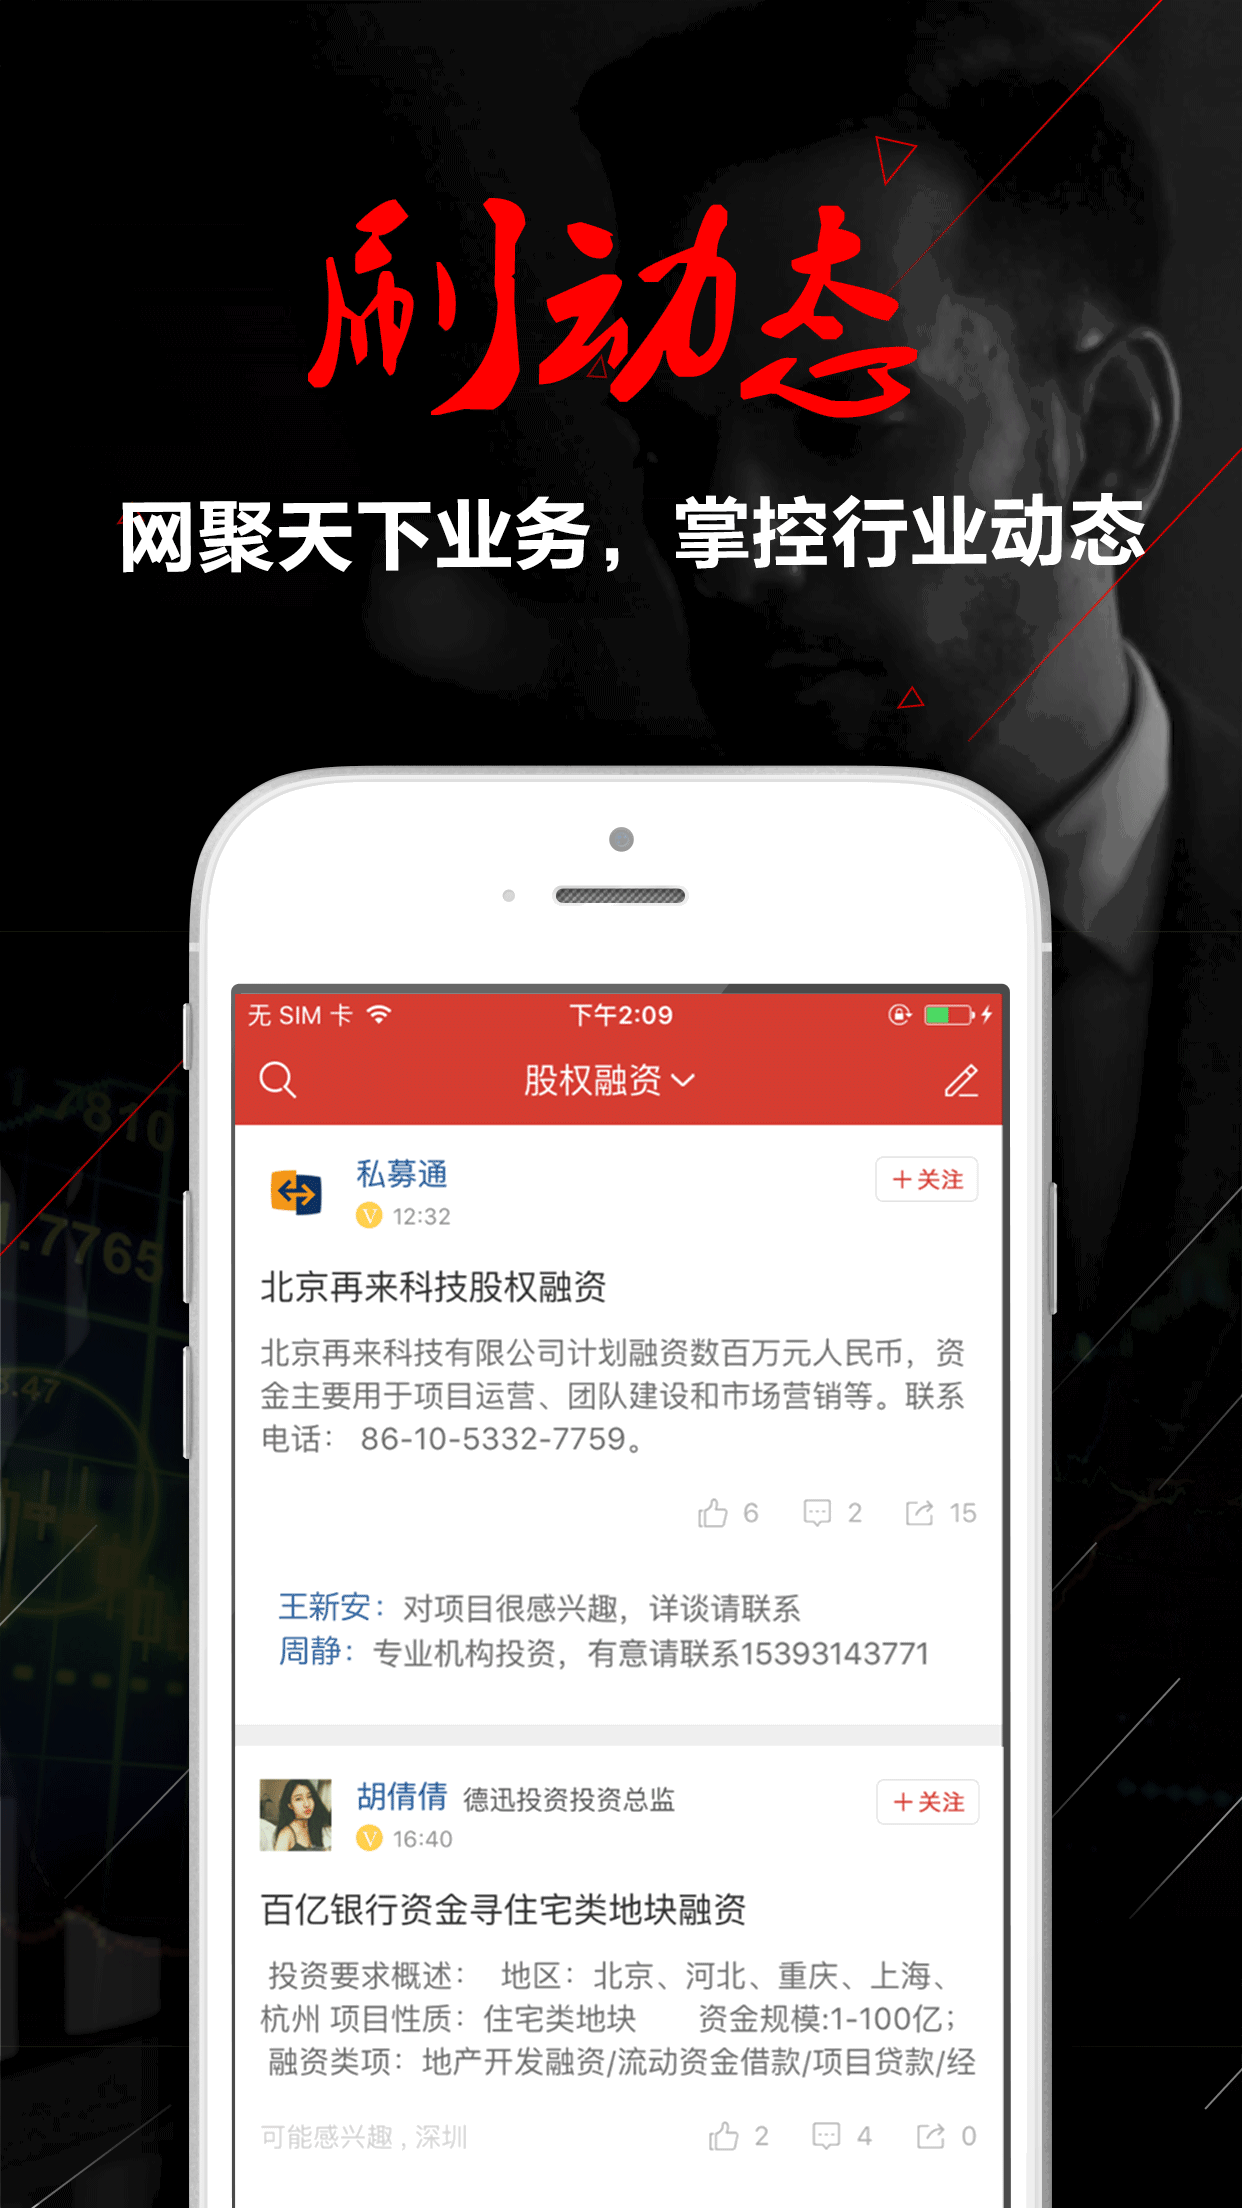 刷动态
网聚天下业务，掌控行业动态
无 SIM 卡 下午2:09
股权融资
私募通
＋关注
V 12:32
北京再来科技股权融资
北京再来科技有限公司计划融资数百万元人民币，资
金主要用于项目运营、团队建设和市场营销等。联系
电话： 86-10-5332-7759。
6 2 15
王新安：对项目很感兴趣，详谈请联系
周静：专业机构投资，有意请联系15393143771
胡倩倩 德迅投资投资总监
＋关注
V 16:40
百亿银行资金寻住宅类地块融资
投资要求概述： 地区：北京、河北、重庆、上海、
杭州 项目性质：住宅类地块 资金规模:1-100亿；
融资类项：地产开发融资/流动资金借款/项目贷款/经
可能感兴趣 , 深圳 2 4 0
1.7810
1.7765
3.47